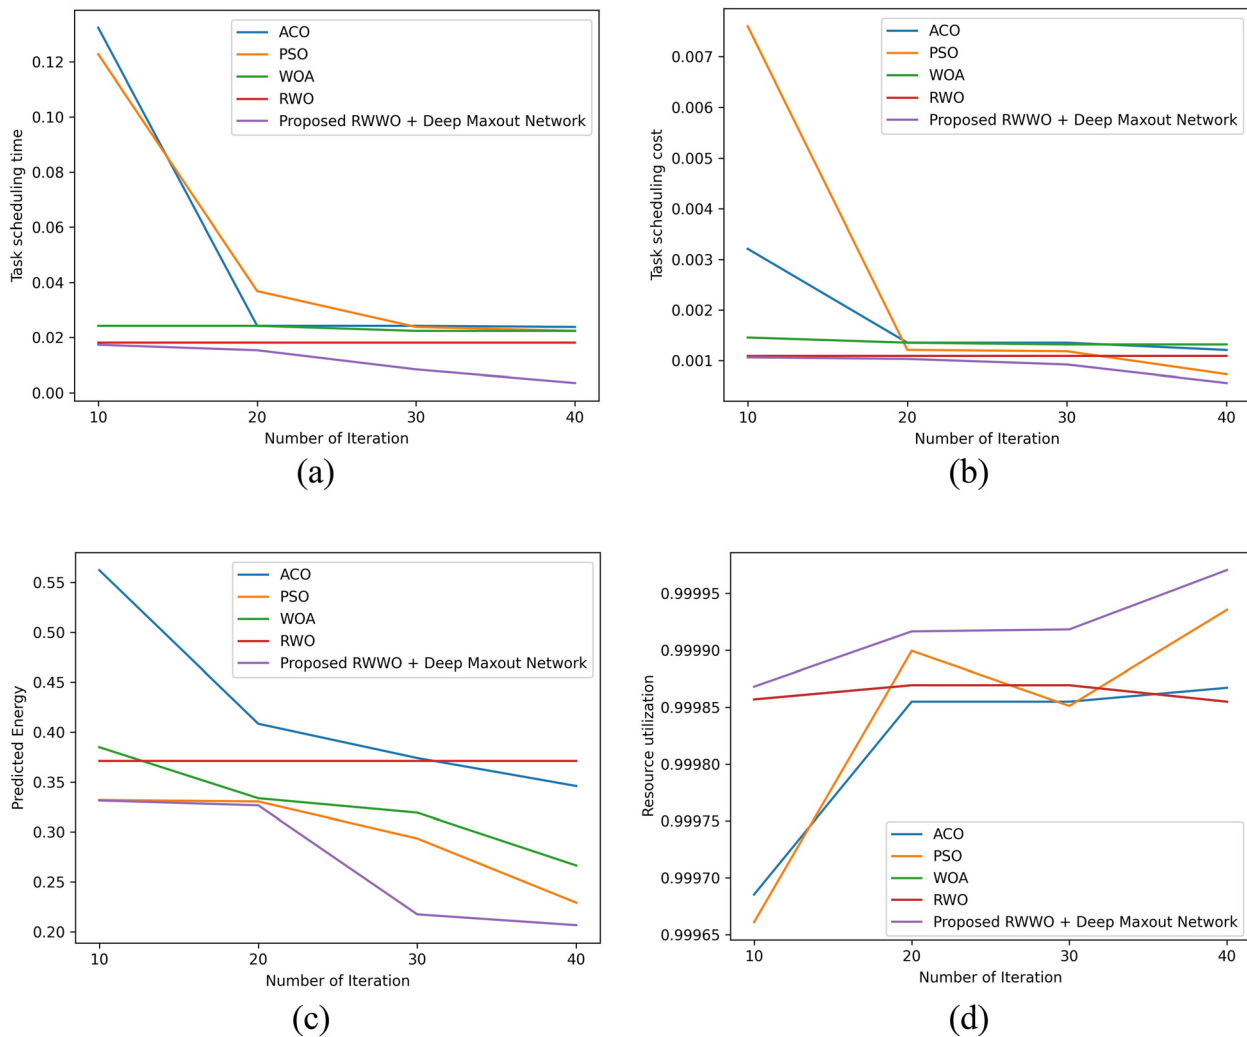 0.12
0.10
0.08
0.06
0.04
0.02
0.00
Task scheduling time
ACO
PSO
WOA
RWO
Proposed RWWO + Deep Maxout Network
10 20 30 40
Number of Iteration
(a)
0.007
0.006
0.005
0.004
0.003
0.002
0.001
Task scheduling cost
ACO
PSO
WOA
RWO
Proposed RWWO + Deep Maxout Network
10 20 30 40
Number of Iteration
(b)
0.55
0.50
0.45
0.40
0.35
0.30
0.25
0.20
Predicted Energy
ACO
PSO
WOA
RWO
Proposed RWWO + Deep Maxout Network
10 20 30 40
Number of Iteration
(c)
0.99995
0.99990
0.99985
0.99980
0.99975
0.99970
0.99965
Resource utilization
ACO
PSO
WOA
RWO
Proposed RWWO + Deep Maxout Network
10 20 30 40
Number of Iteration
(d)